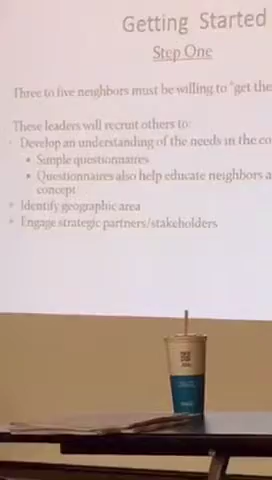 Getting Started
Step One
Three to five neighbors must be willing to "get the
These leaders will recruit others to:
Develop an understanding of the needs in the co
Simple questionnaires
Questionnaires also help educate neighbors a
concept
Identify geographic area
Engage strategic partners/stakeholders